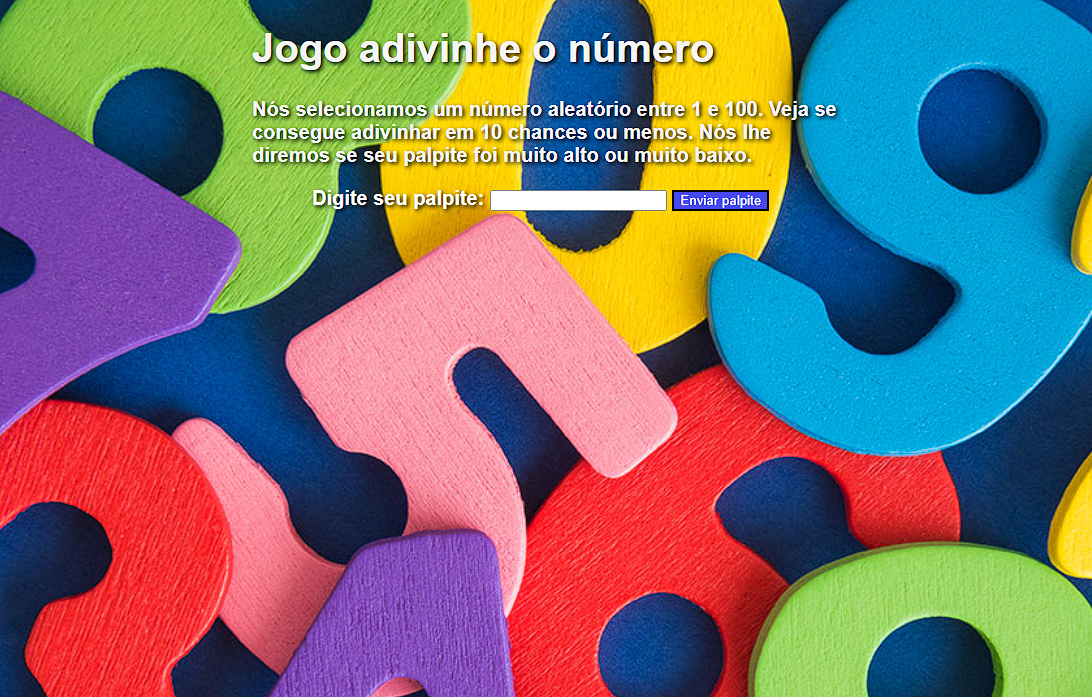 Jogo adivinhe o número
Nós selecionamos um número aleatório entre 1 e 100. Veja se
consegue adivinhar em 10 chances ou menos. Nós lhe
diremos se seu palpite foi muito alto ou muito baixo.
Digite seu palpite: Enviar palpite